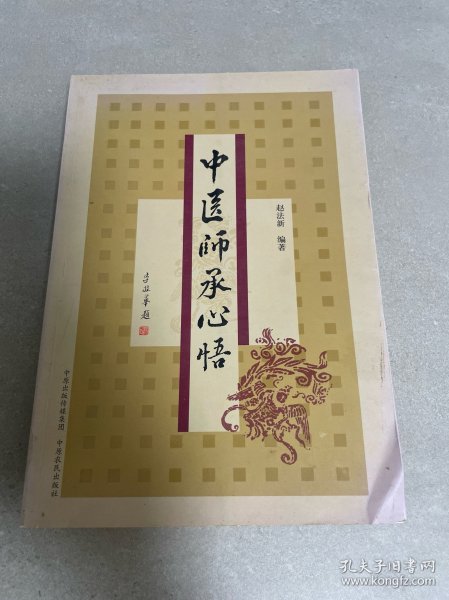 中医師承心悟
赵法新 编著
中原出版传媒集团 中原农民出版社
孔夫子旧书网
www.kongfz.com